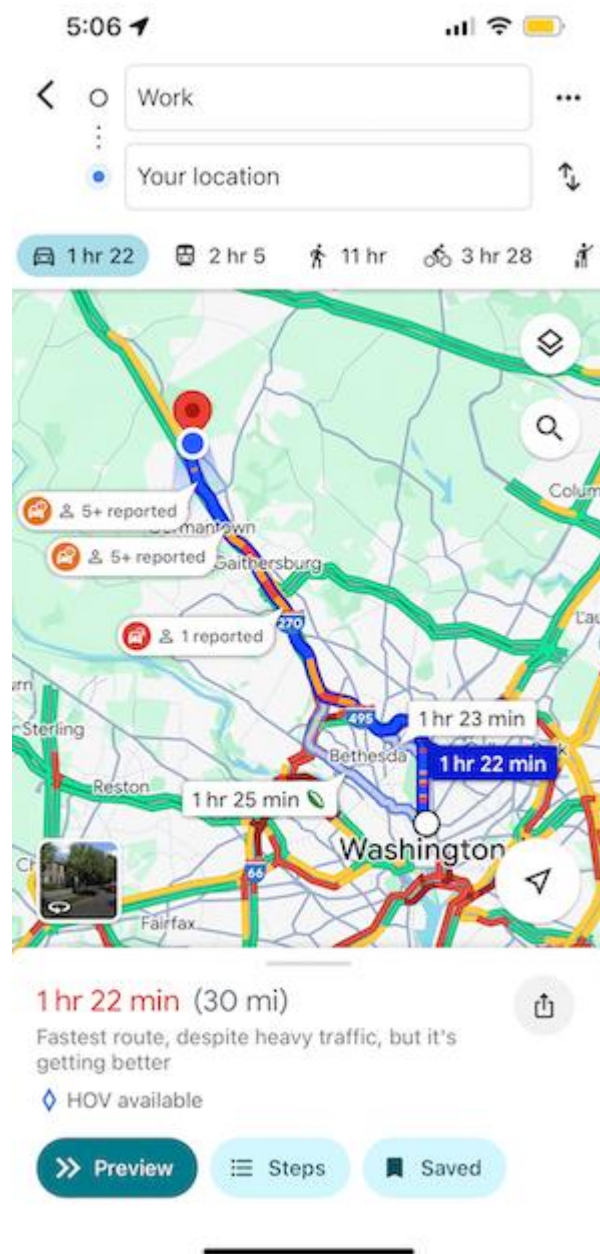 5:06
Work
Your location
1 hr 22
2 hr 5
11 hr
3 hr 28
5+ reported
5+ reported
Gaithersburg
1 reported
270
495
1 hr 23 min
Sterling
Bethesda
1 hr 22 min
Reston
1 hr 25 min
Washington
66
Fairfax
1 hr 22 min (30 mi)
Fastest route, despite heavy traffic, but it's
getting better
HOV available
Preview
Steps
Saved